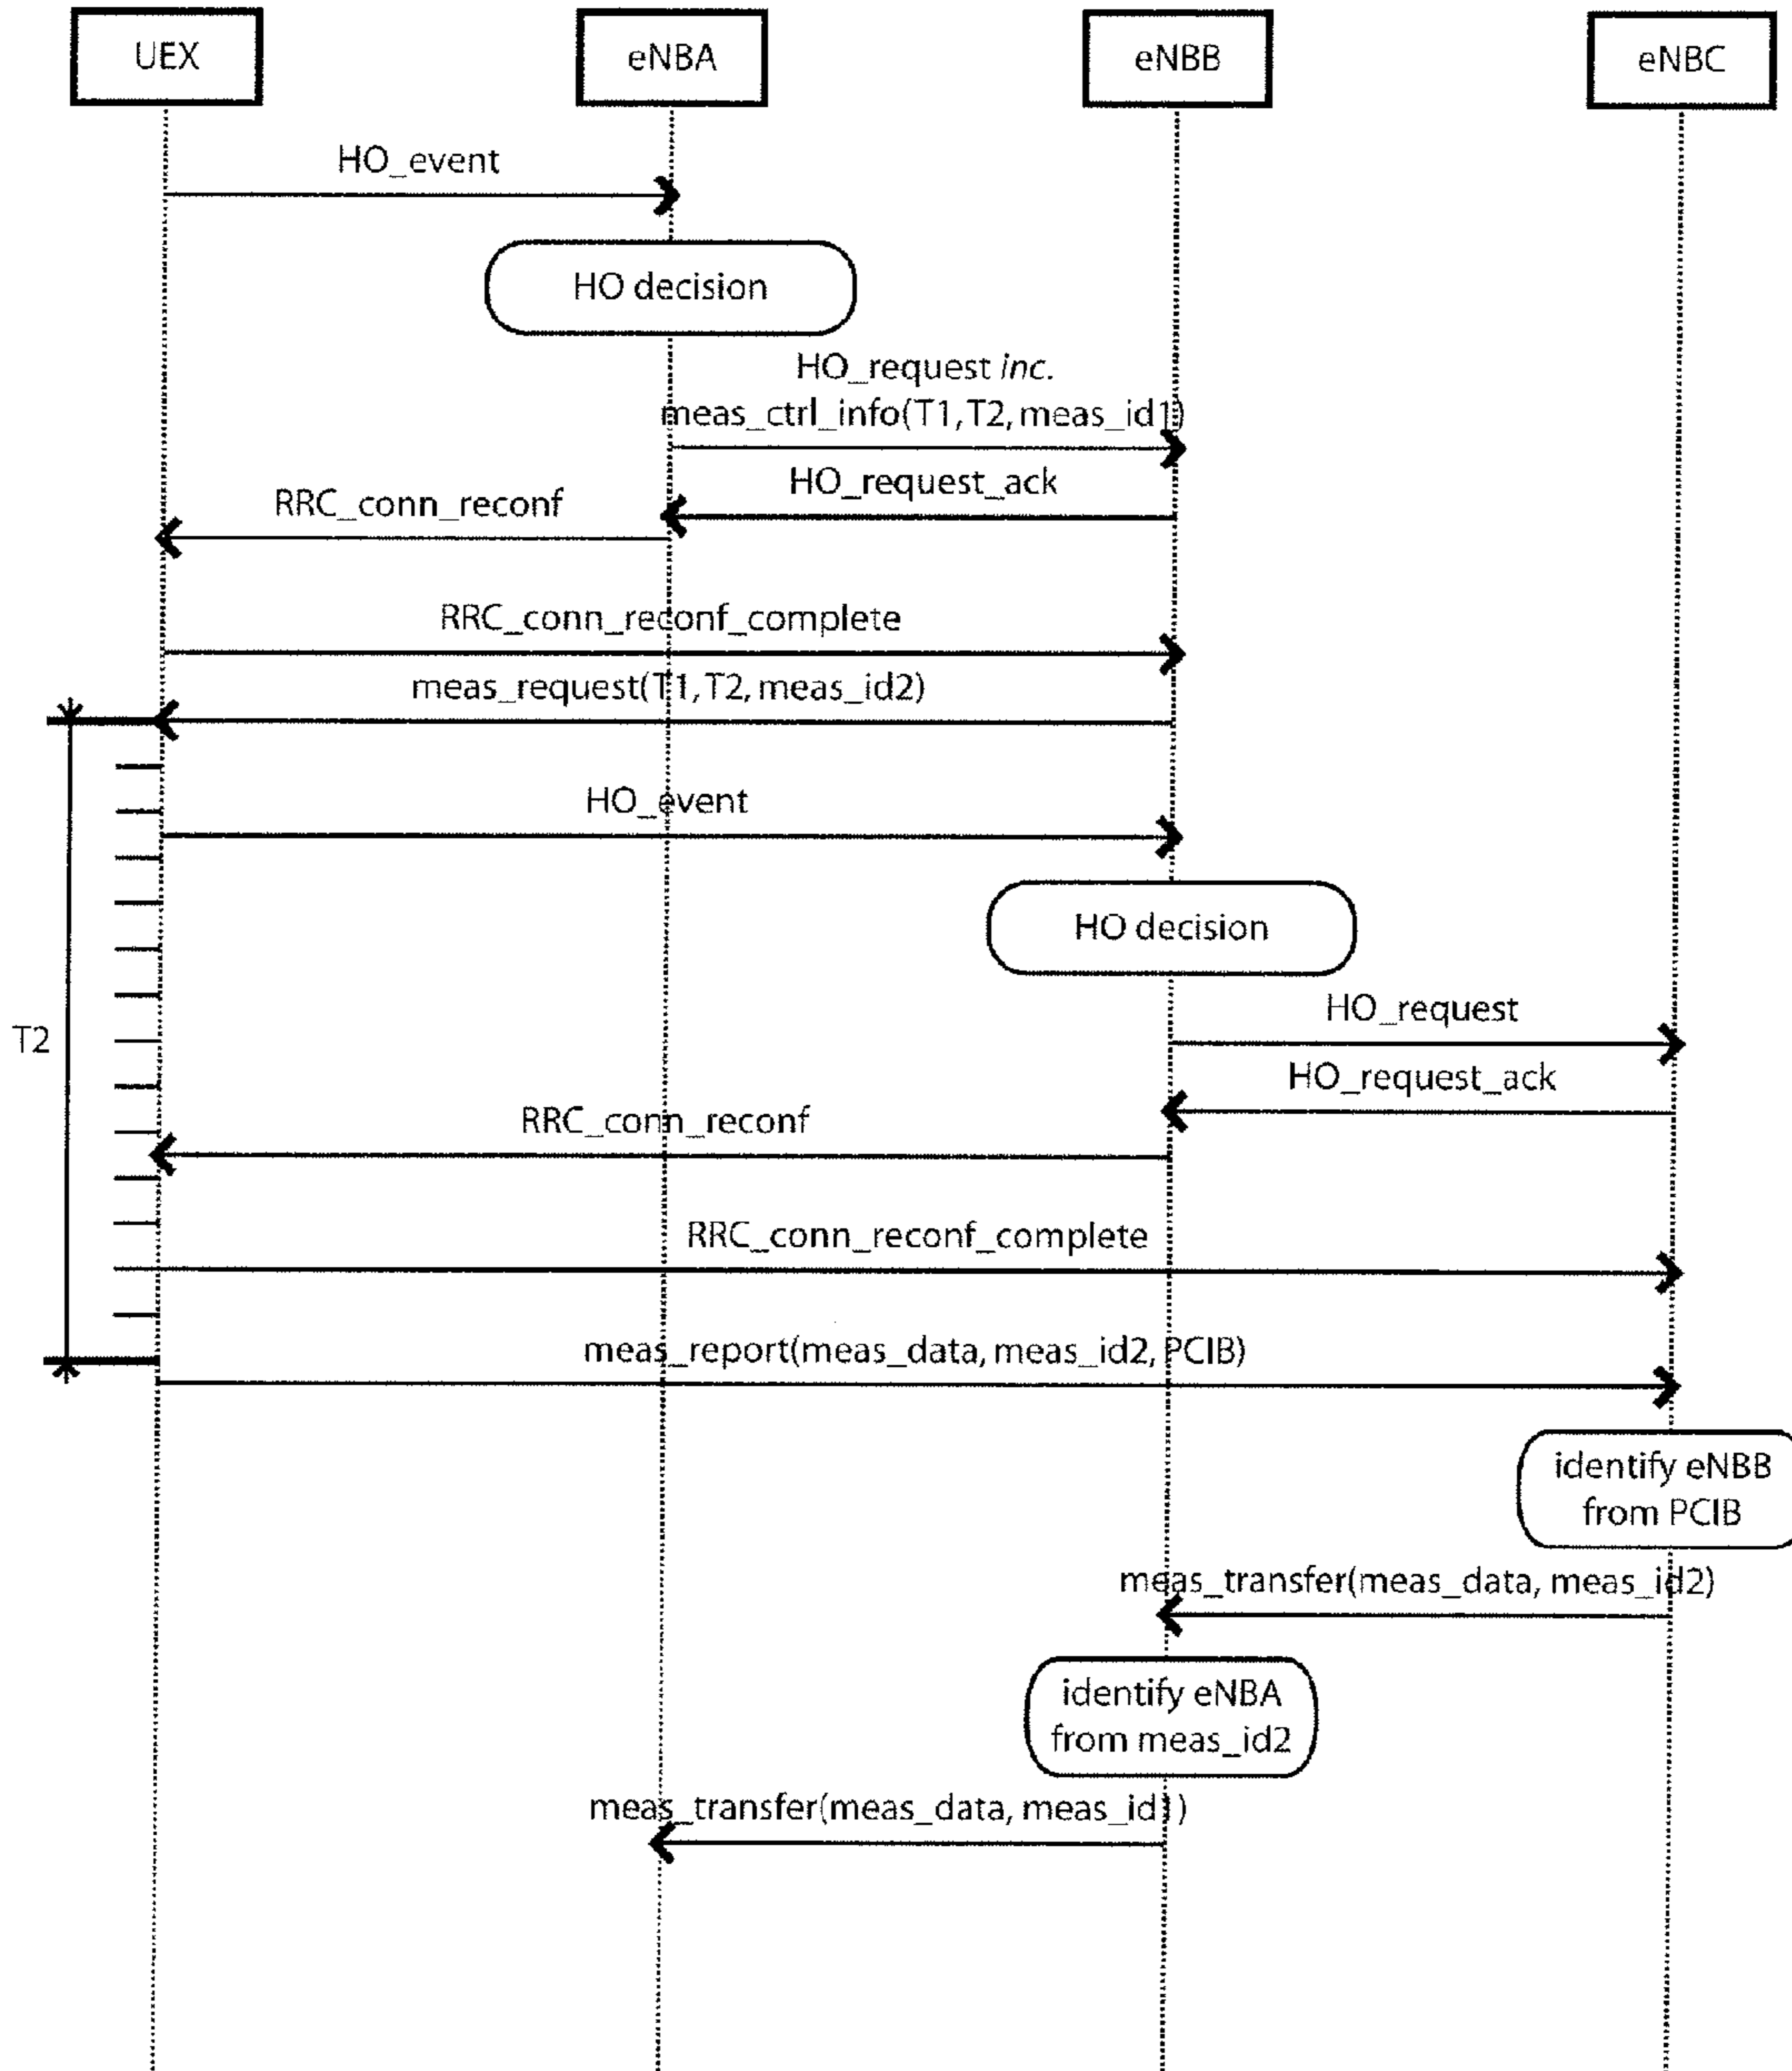 UEX
eNBA
eNBB
eNBC
HO_event
HO decision
HO_request inc.
meas_ctrl_info(T1,T2, meas_id1)
HO_request_ack
RRC_conn_reconf
RRC_conn_reconf_complete
meas_request(T1,T2, meas_id2)
HO_event
HO decision
HO_request
T2
HO_request_ack
RRC_conn_reconf
RRC_conn_reconf_complete
meas_report(meas_data, meas_id2, PCIB)
identify eNBB
from PCIB
meas_transfer(meas_data, meas_id2)
identify eNBA
from meas_id2
meas_transfer(meas_data, meas_id1)